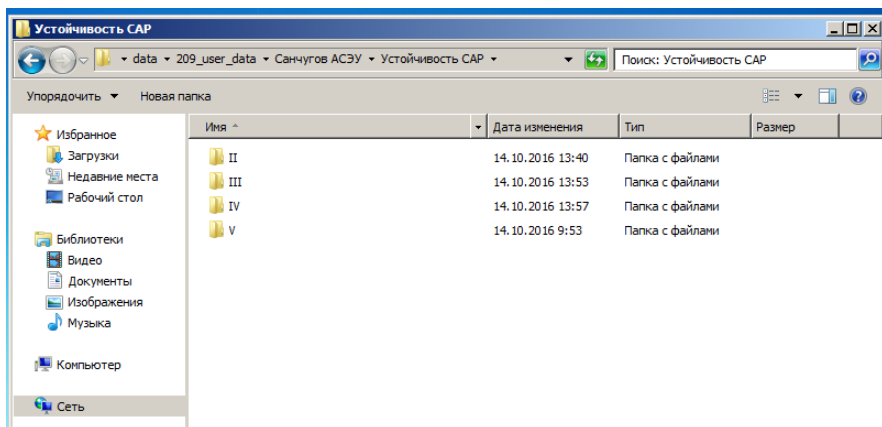 Устойчивость САР
data 209_user_data Санчугов АСЭУ Устойчивость САР Поиск: Устойчивость САР
Упорядочить Новая папка
Имя Дата изменения Тип Размер
Избранное
Загрузки
Недавние места
Рабочий стол
Библиотеки
Видео
Документы
Изображения
Музыка
Компьютер
Сеть
II 14.10.2016 13:40 Папка с файлами
III 14.10.2016 13:53 Папка с файлами
IV 14.10.2016 13:57 Папка с файлами
V 14.10.2016 9:53 Папка с файлами